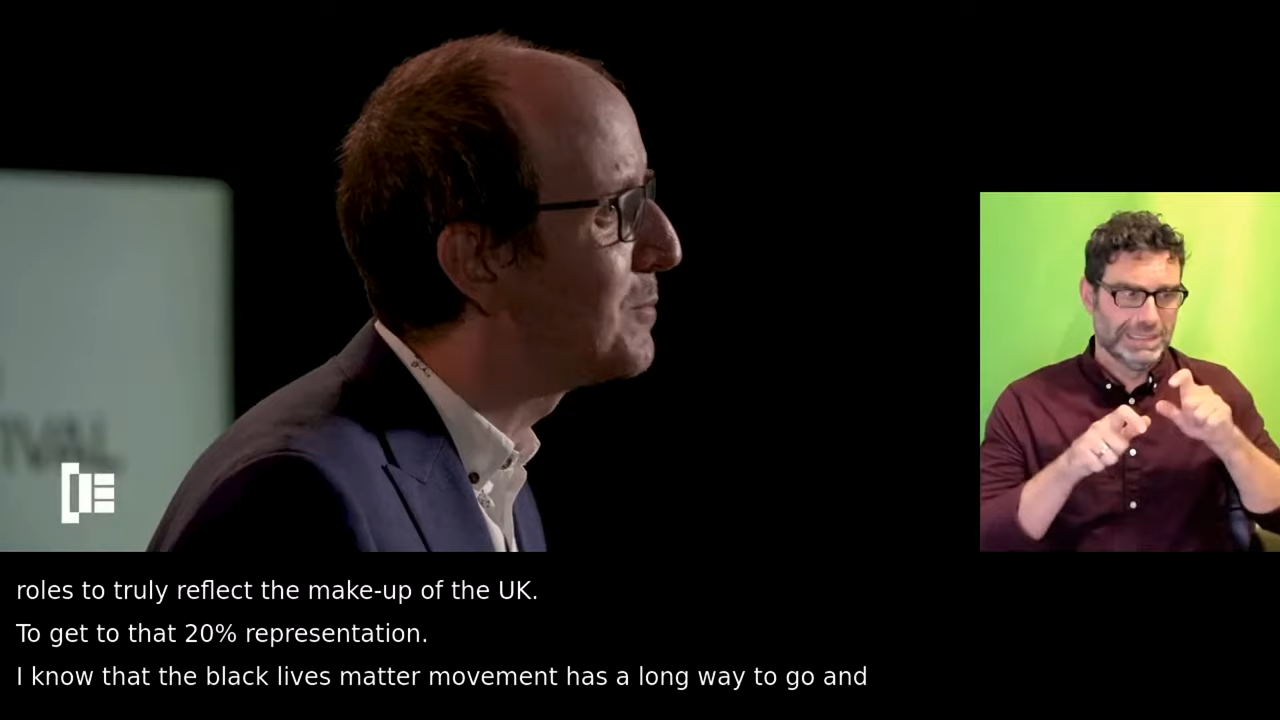 TIVAL
roles to truly reflect the make-up of the UK.
To get to that 20% representation.
I know that the black lives matter movement has a long way to go and